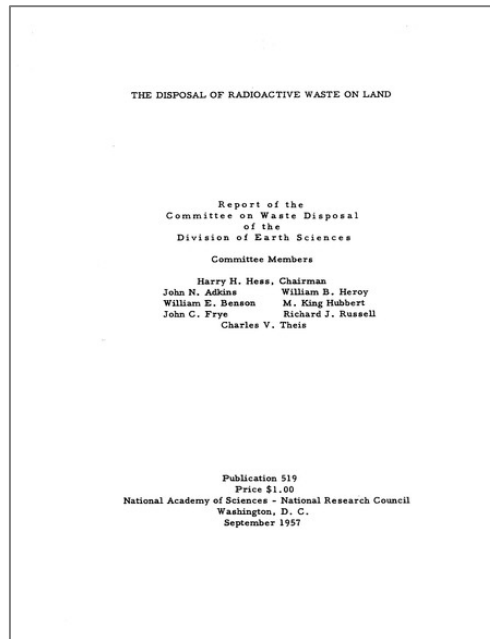 THE DISPOSAL OF RADIOACTIVE WASTE ON LAND
Report of the
Committee on Waste Disposal
of the
Division of Earth Sciences
Committee Members
Harry H. Hess, Chairman
John N. Adkins William B. Heroy
William E. Benson M. King Hubbert
John C. Frye Richard J. Russell
Charles V. Theis
Publication 519
Price $1.00
National Academy of Sciences - National Research Council
Washington, D. C.
September 1957